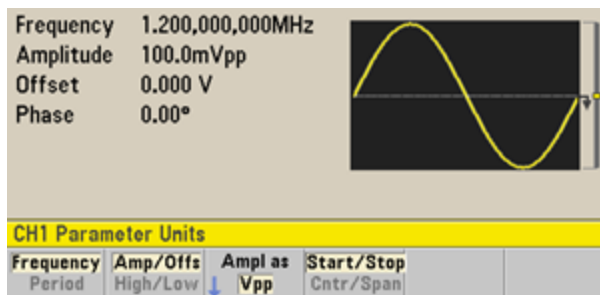 Frequency 1.200,000,000MHz
Amplitude 100.0mVpp
Offset 0.000 V
Phase 0.00°
CH1 Parameter Units
Frequency Amp/Offs Ampl as Start/Stop
Period High/Low Vpp Cntr/Span